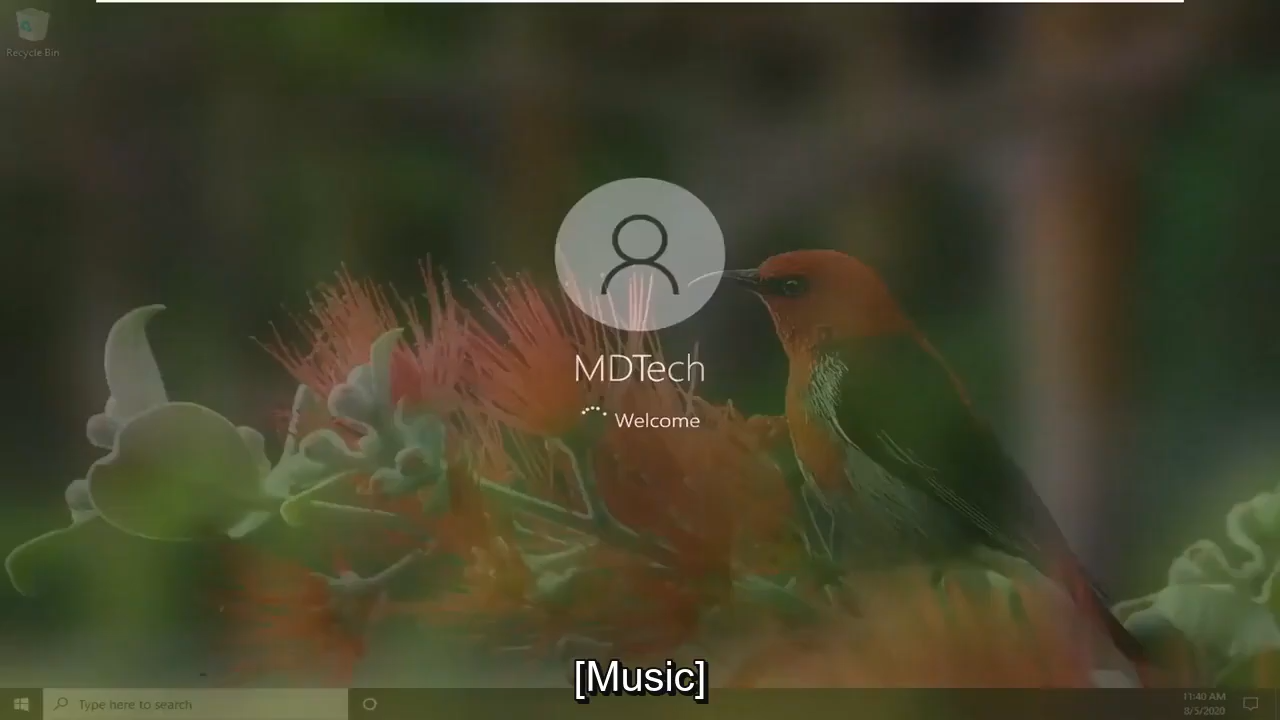 Recycle Bin
MDTech
Welcome
[Music]
Type here to search
11:40 AM
8/5/2020